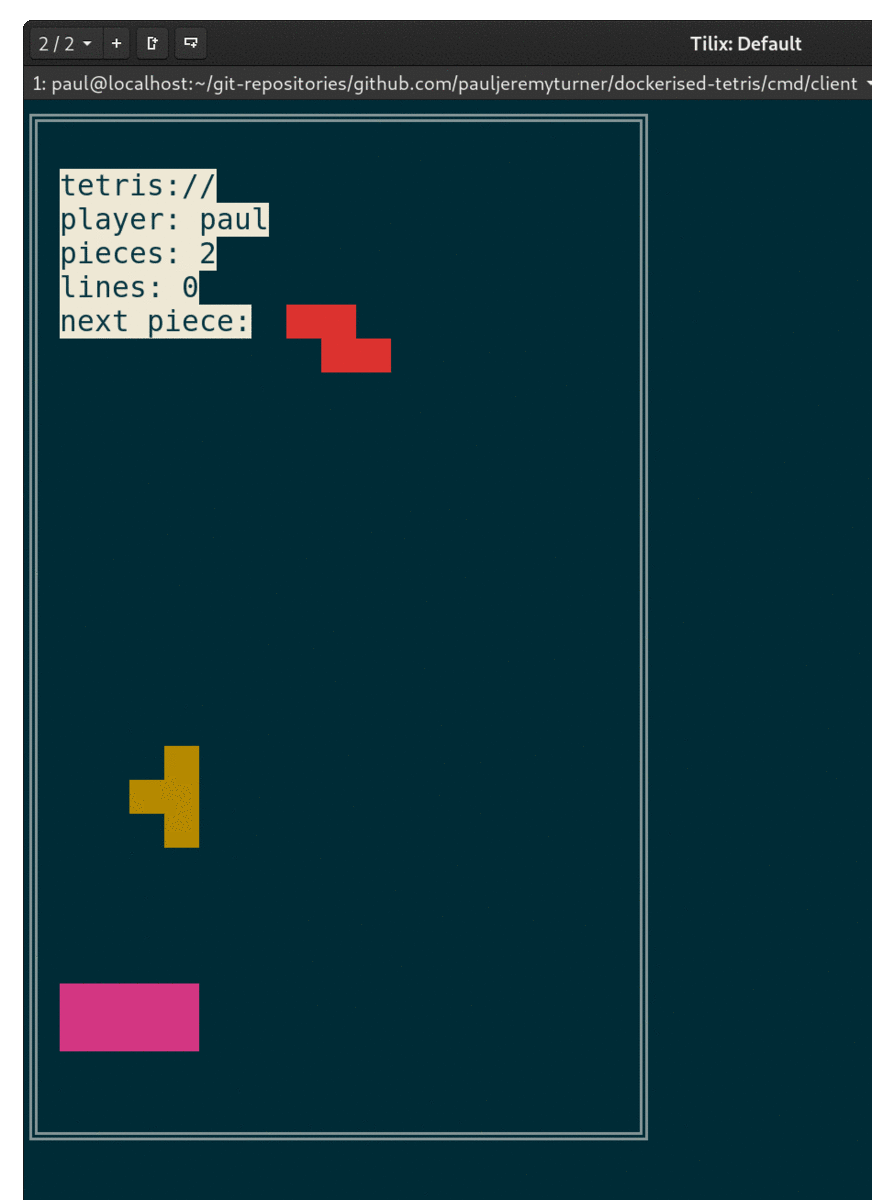 2 / 2
Tilix: Default
1: paul@localhost:~/git-repositories/github.com/pauljeremyturner/dockerised-tetris/cmd/client
tetris://
player: paul
pieces: 2
lines: 0
next piece: